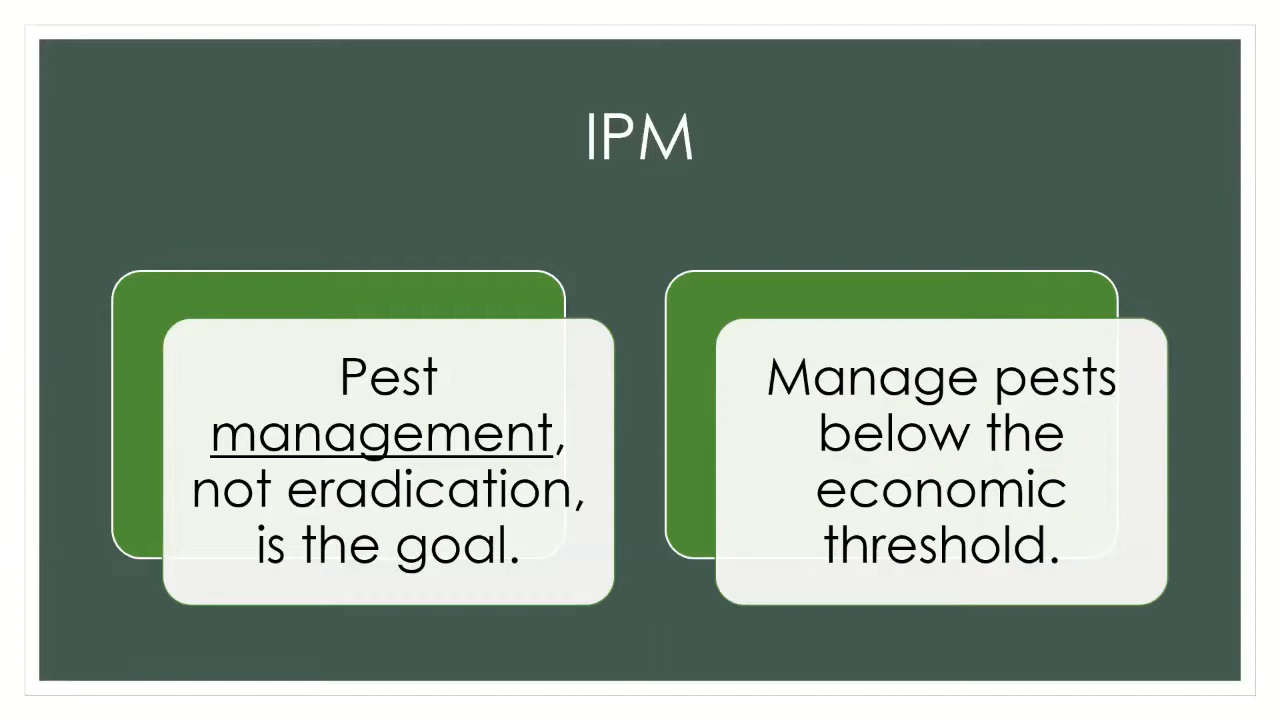 IPM
Pest
management,
not eradication,
is the goal.
Manage pests
below the
economic
threshold.